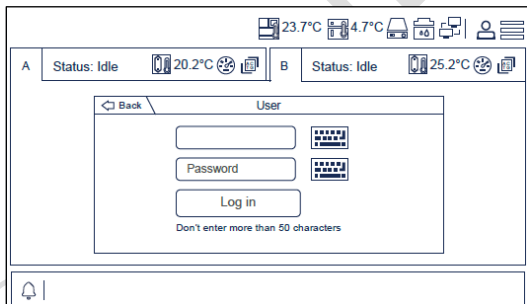 23.7°C 4.7°C
A Status: Idle 20.2°C B Status: Idle 25.2°C
Back User
Password
Log in
Don't enter more than 50 characters